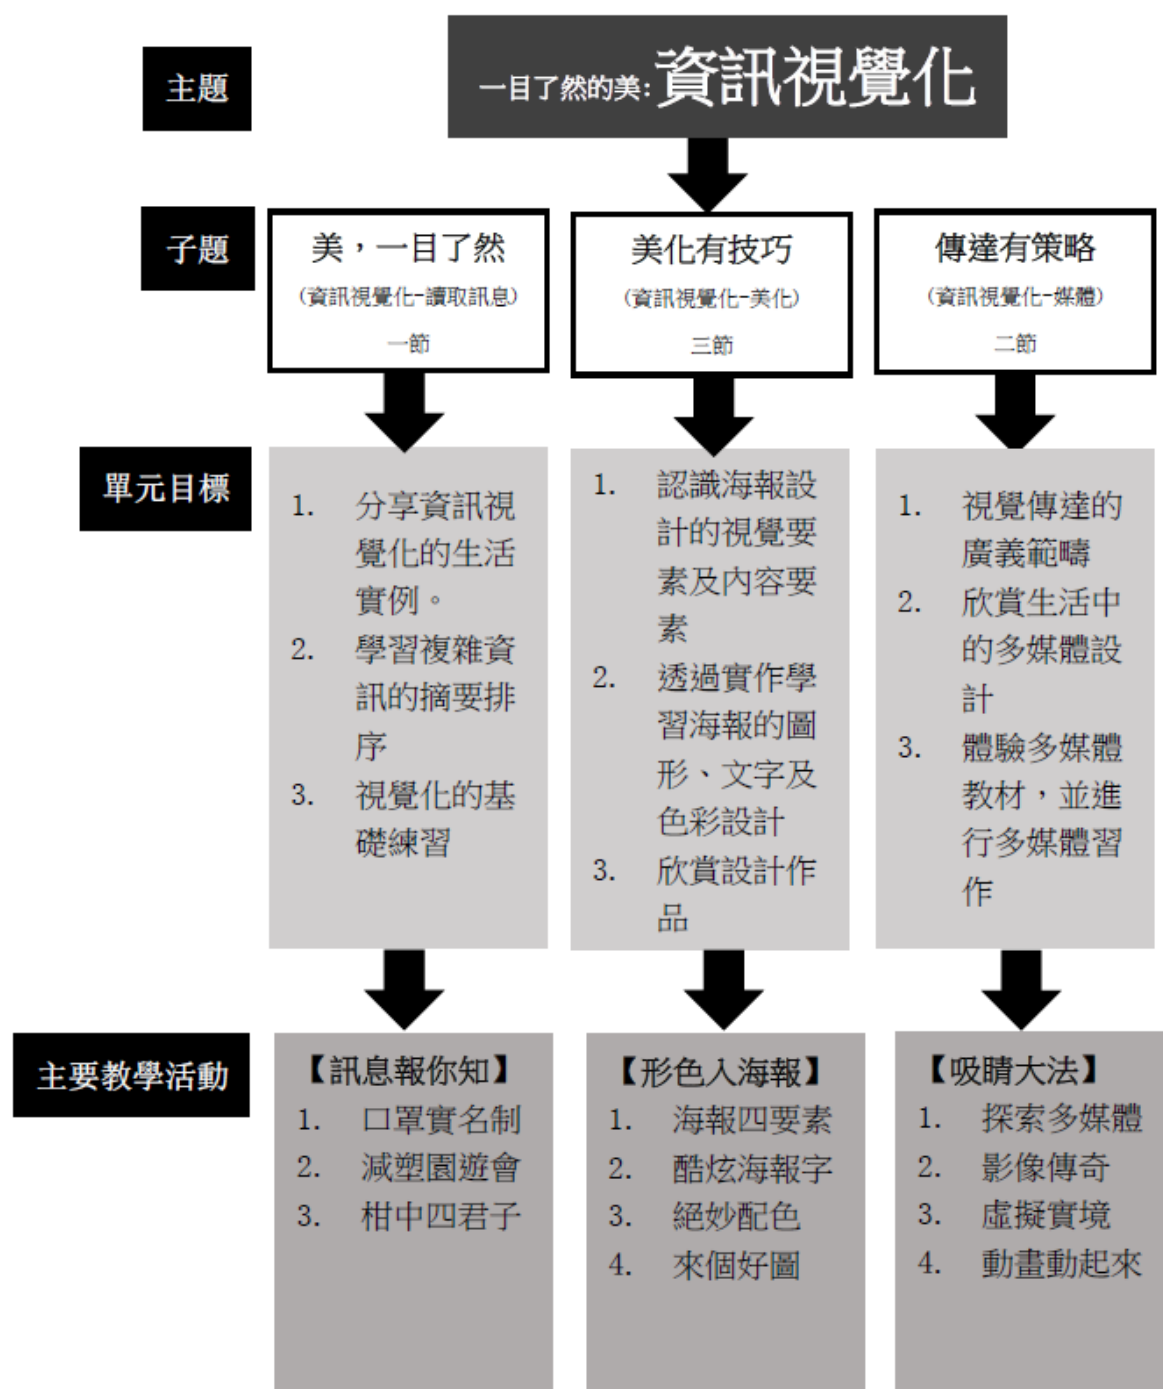 主題
一目了然的美:資訊視覺化
子題
美，一目了然
(資訊視覺化-讀取訊息)
一節
美化有技巧
(資訊視覺化-美化)
三節
傳達有策略
(資訊視覺化-媒體)
二節
單元目標
1. 分享資訊視
覺化的生活
實例。
2. 學習複雜資
訊的摘要排
序
3. 視覺化的基
礎練習
1. 認識海報設
計的視覺要
素及內容要
素
2. 透過實作學
習海報的圖
形、文字及
色彩設計
3. 欣賞設計作
品
1. 視覺傳達的
廣義範疇
2. 欣賞生活中
的多媒體設
計
3. 體驗多媒體
教材，並進
行多媒體習
作
主要教學活動
【訊息報你知】
1. 口罩實名制
2. 減塑園遊會
3. 柑中四君子
【形色入海報】
1. 海報四要素
2. 酷炫海報字
3. 絕妙配色
4. 來個好圖
【吸睛大法】
1. 探索多媒體
2. 影像傳奇
3. 虛擬實境
4. 動畫動起來